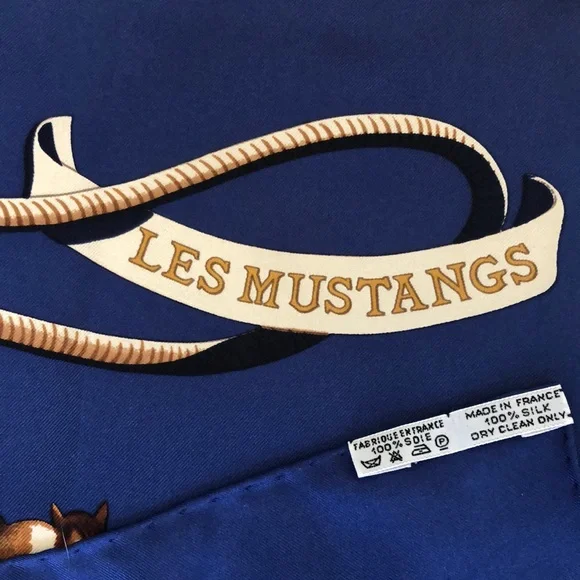 LES MUSTANGS
FABRIQUE EN FRANCE
100% SOIE
MADE IN FRANCE
100% SILK
DRY CLEAN ONLY